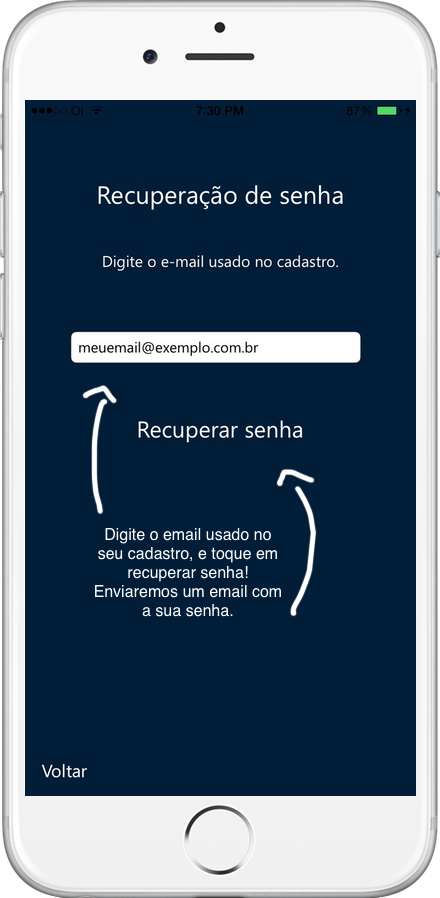 OI 7:30 PM 87%
Recuperação de senha
Digite o e-mail usado no cadastro.
meuemail@exemplo.com.br
Recuperar senha
Digite o email usado no
seu cadastro, e toque em
recuperar senha!
Enviaremos um email com
a sua senha.
Voltar